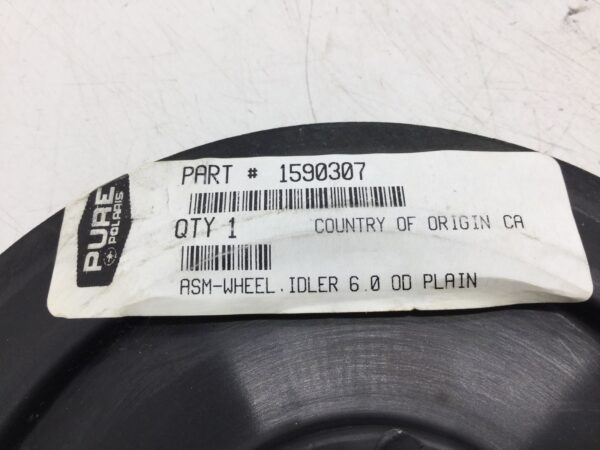 PURE
POLARIS
PART # 1590307
QTY 1 COUNTRY OF ORIGIN CA
ASM-WHEEL.IDLER 6.0 OD PLAIN